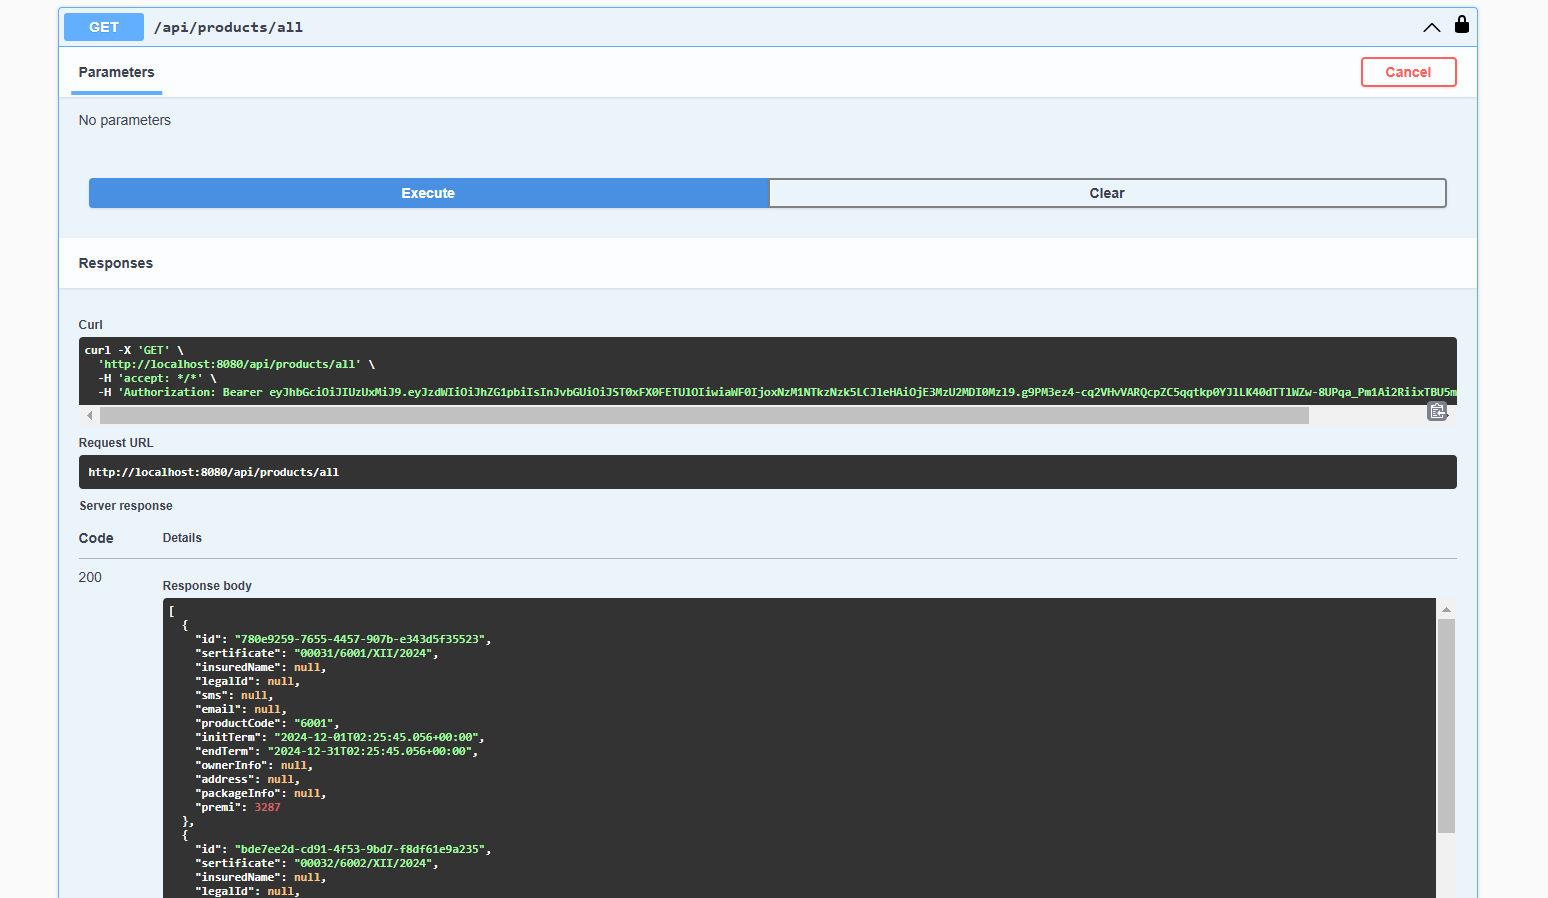 GET /api/products/all
Parameters
Cancel
No parameters
Execute
Clear
Responses
Curl
curl -X 'GET' \
'http://localhost:8080/api/products/all' \
-H 'accept: */*' \
-H 'Authorization: Bearer
Request URL
http://localhost:8080/api/products/all
Server response
Code Details
200
Response body
[
{
"id": "780e9259-7655-4457-907b-e343d5f35523",
"sertificate": "00031/6001/XII/2024",
"insuredName": null,
"legalId": null,
"sms": null,
"email": null,
"productCode": "6001",
"initTerm": "2024-12-01T02:25:45.056+00:00",
"endTerm": "2024-12-31T02:25:45.056+00:00",
"ownerInfo": null,
"address": null,
"packageInfo": null,
"premi": 3287
},
{
"id": "bde7ee2d-cd91-4f53-9bd7-f8df61e9a235",
"sertificate": "00032/6002/XII/2024",
"insuredName": null,
"legalId": null,